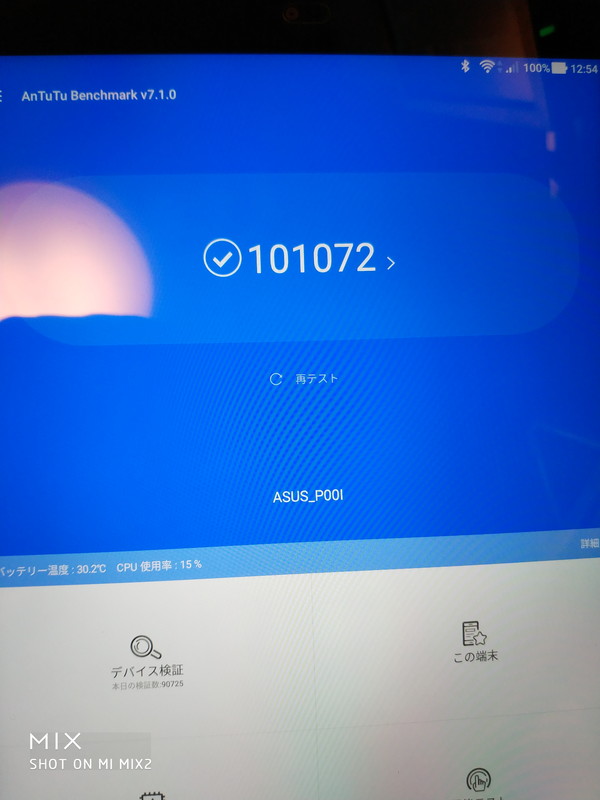 100% 12:54
AnTuTu Benchmark v7.1.0
101072
再テスト
ASUS_P00I
バッテリー温度 : 30.2℃ CPU 使用率 : 15 %
詳細
デバイス検証
本日の検証数:90725
この端末
MIX
SHOT ON MI MIX2